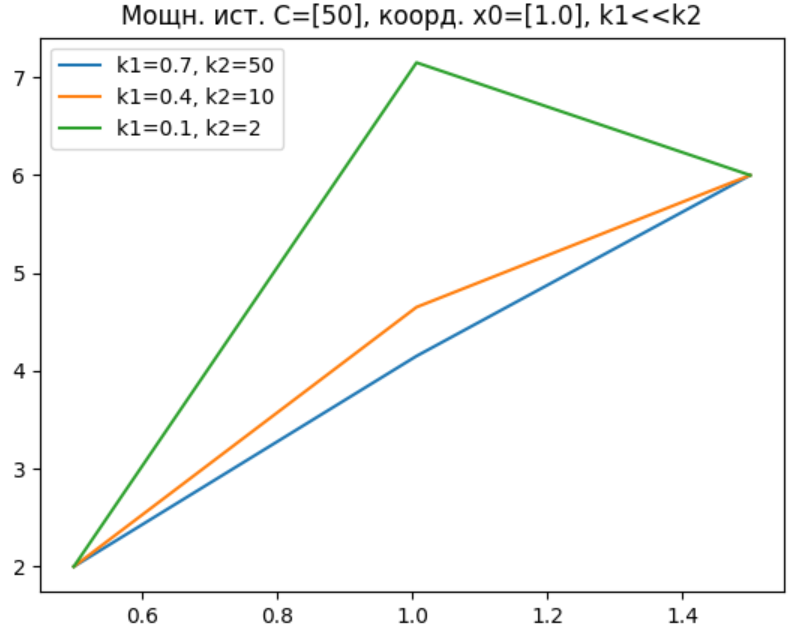 Мощн. ист. C=[50], коорд. x0=[1.0], k1<<k2
k1=0.7, k2=50
k1=0.4, k2=10
k1=0.1, k2=2
7
6
5
4
3
2
0.6 0.8 1.0 1.2 1.4